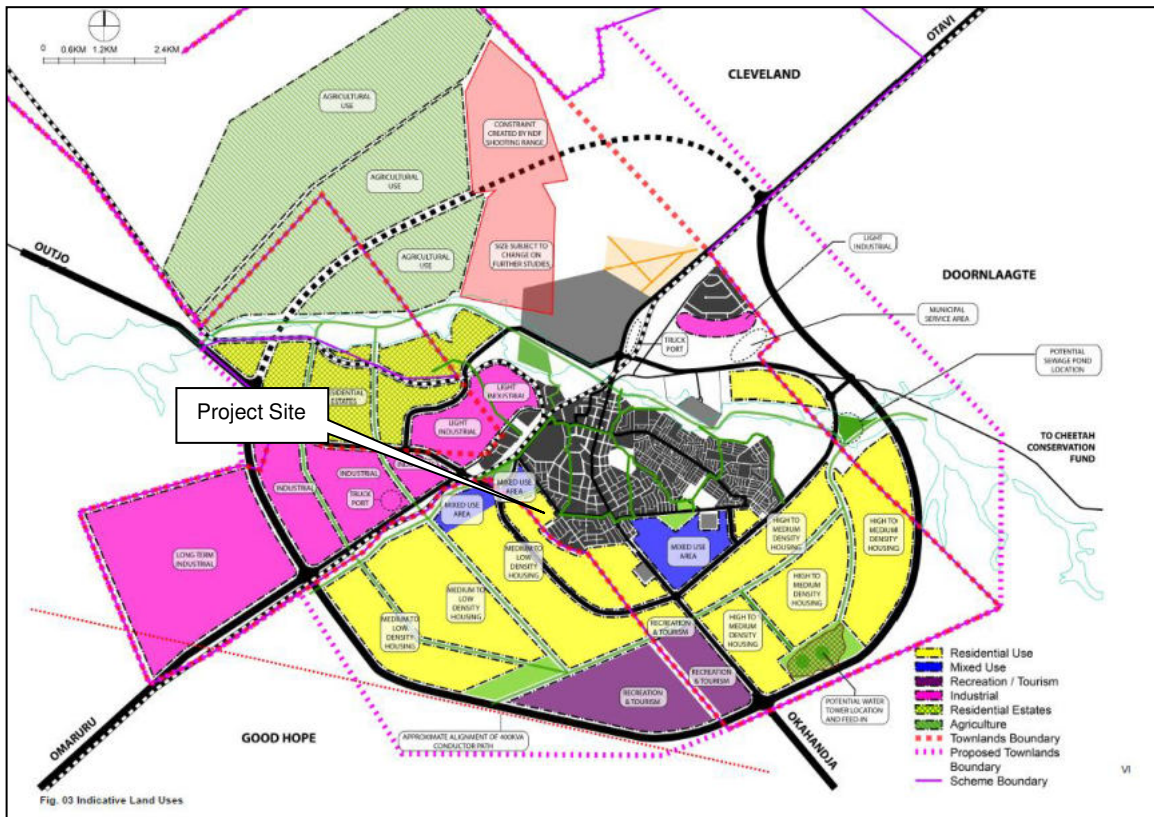 0 0.6KM 1.2KM 2.4KM
OTAVI
CLEVELAND
AGRICULTURAL
USE
CONSTRAINT
CREATED BY NDF
SHOOTING RANGE,
AGRICULTURAL
USE
LIGHT
INDUSTRIAL
OUTJO
AGRICULTURAL
USE
SIZE SUBJECT TO
CHANGE ON
FURTHER STUDIES
DOORNLAAGTE
MUNICIPAL
SERVICE AREA
TRUCK
PORT
POTENTIAL
SEWAGE POND
LOCATION
Project Site
RESIDENTIAL
ESTATES
LIGHT
INDUSTRIAL
LIGHT
INDUSTRIAL
TO CHEETAH
CONSERVATION
FUND
INDUSTRIAL
INDUSTRIAL
TRUCK
PORT
MIXED USE
AREA
MIXED USE
AREA
LONG TERM
INDUSTRIAL
MIXED USE
AREA
HIGH TO
MEDIUM
DENSITY
HOUSING
HIGH TO
MEDIUM
DENSITY
HOUSING
MEDIUM TO
LOW
DENSITY
HOUSING
MEDIUM TO
LOW
DENSITY
HOUSING
MEDIUM TO
LOW
DENSITY
HOUSING
HIGH TO
MEDIUM
DENSITY
HOUSING
HIGH TO
MEDIUM
DENSITY
HOUSING
RECREATION
& TOURISM
RECREATION
& TOURISM
RECREATION
& TOURISM
POTENTIAL WATER
TOWER LOCATION
AND FEED-IN
OMARURU
GOOD HOPE
APPROXIMATE ALIGNMENT OF 400KVA
CONDUCTOR PATH
OKAHANDJA
Residential Use
Mixed Use
Recreation / Tourism
Industrial
Residential Estates
Agriculture
Townlands Boundary
Proposed Townlands
Boundary
Scheme Boundary
VI
Fig. 03 Indicative Land Uses